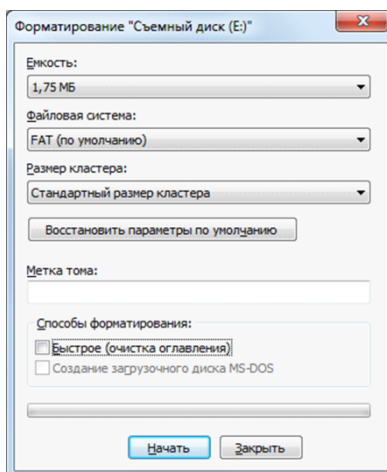 Форматирование "Съемный диск (E:)"
Емкость:
1,75 МБ
Файловая система:
FAT (по умолчанию)
Размер кластера:
Стандартный размер кластера
Восстановить параметры по умолчанию
Метка тома:
Способы форматирования:
Быстрое (очистка оглавления)
Создание загрузочного диска MS-DOS
Начать Закрыть